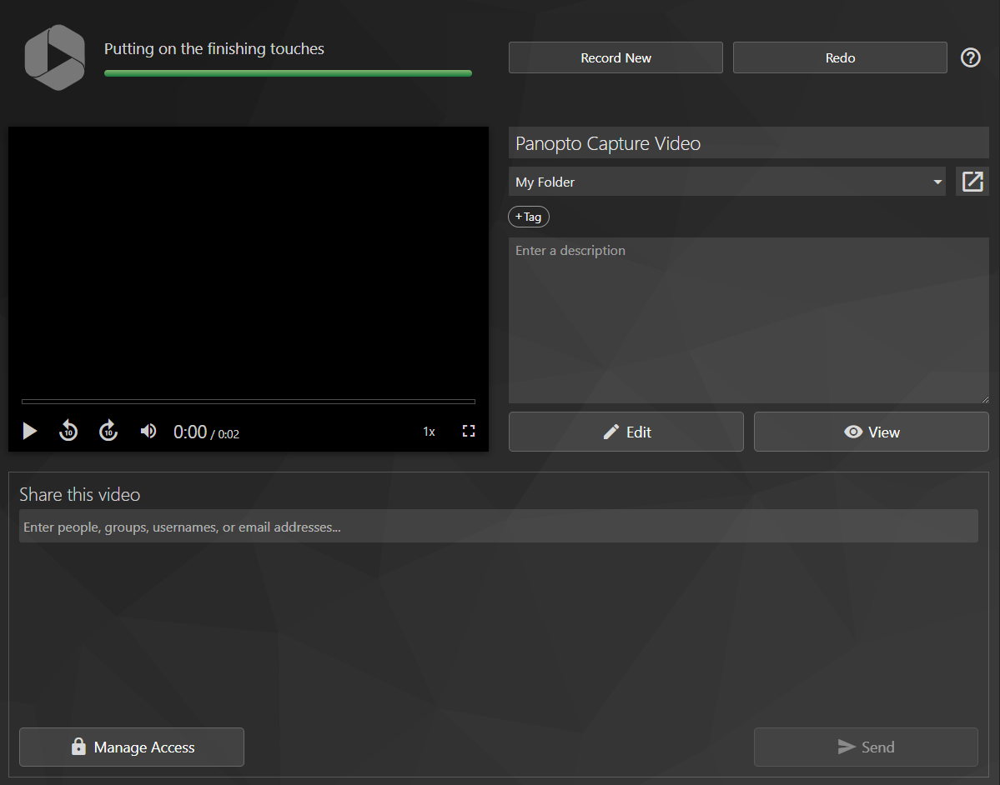 Putting on the finishing touches
Record New
Redo
?
Panopto Capture Video
My Folder
+Tag
Enter a description
10
10
0:00 / 0:02
1x
Edit
View
Share this video
Enter people, groups, usernames, or email addresses...
Manage Access
Send